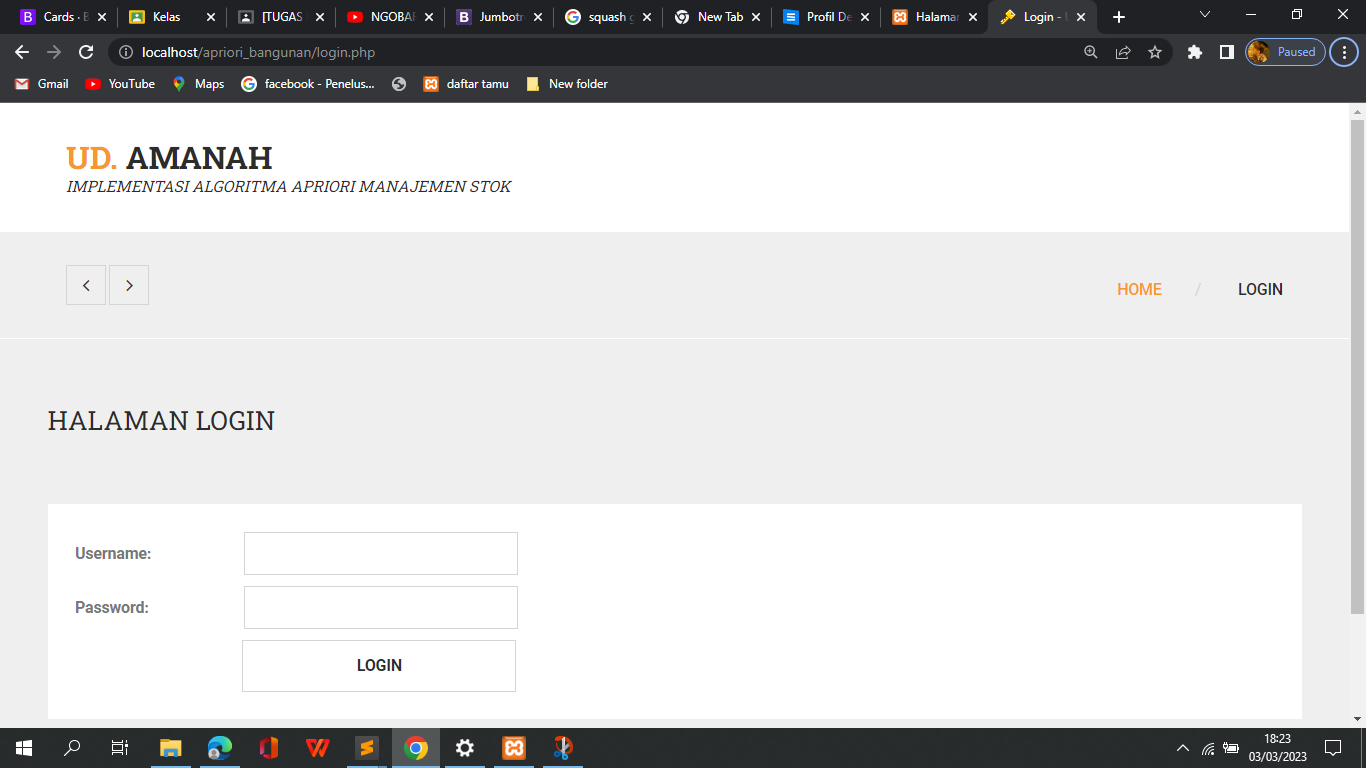 Cards · B
Kelas
[TUGAS
NGOBAR
Jumbotr
squash g
New Tab
Profil De
Halaman
Login - U
localhost/apriori_bangunan/login.php
Paused
Gmail
YouTube
Maps
facebook - Penelus...
daftar tamu
New folder
UD. AMANAH
IMPLEMENTASI ALGORITMA APRIORI MANAJEMEN STOK
HOME / LOGIN
HALAMAN LOGIN
Username:
Password:
LOGIN
18:23
03/03/2023